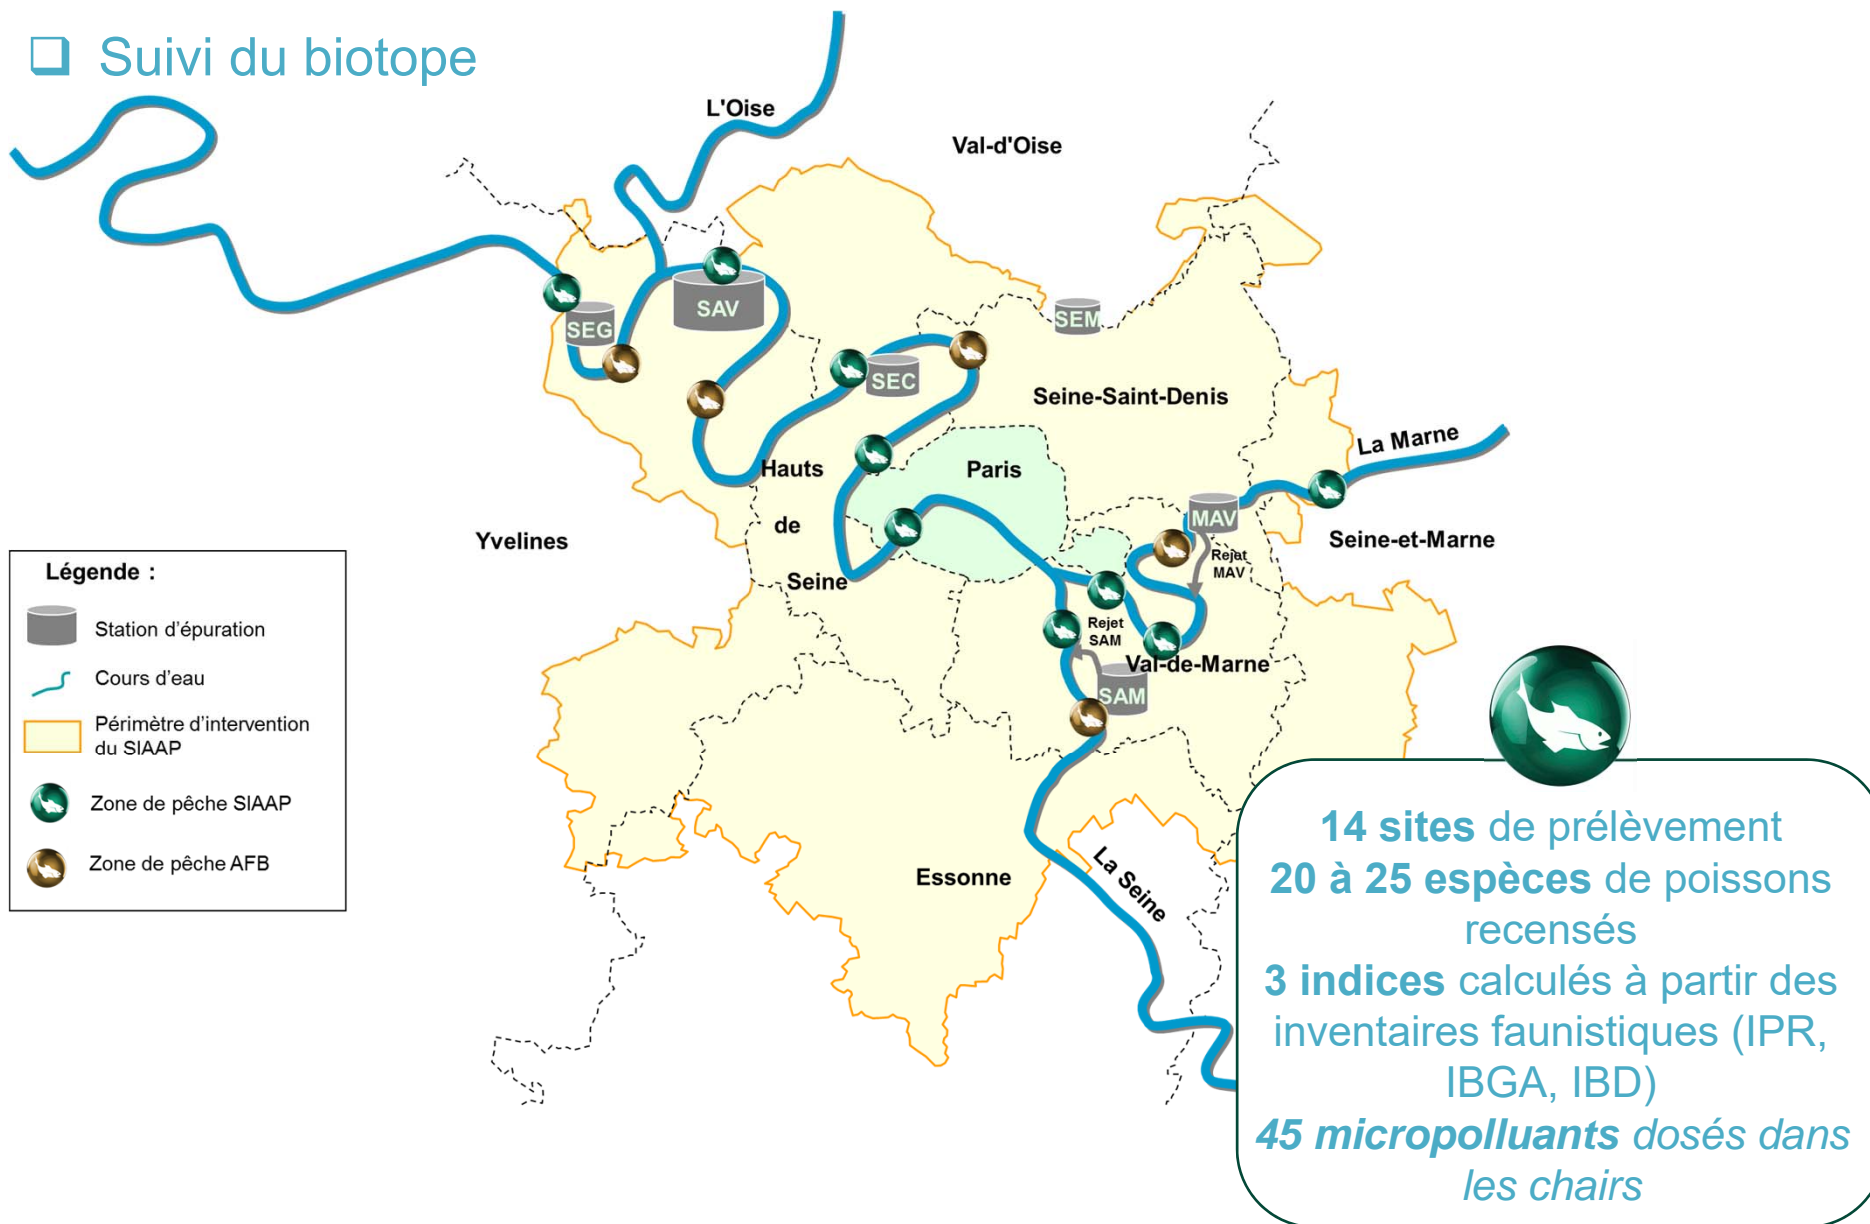 Suivi du biotope
L'Oise
Val-d'Oise
SEG
SAV
SEM
SEC
Seine-Saint-Denis
La Marne
Hauts
de
Seine
Paris
MAV
Rejet
MAV
Seine-et-Marne
Yvelines
Rejet
SAM
Val-de-Marne
SAM
Essonne
La Seine
Légende :
Station d'épuration
Cours d'eau
Périmètre d'intervention
du SIAAP
Zone de pêche SIAAP
Zone de pêche AFB
14 sites de prélèvement
20 à 25 espèces de poissons
recensés
3 indices calculés à partir des
inventaires faunistiques (IPR,
IBGA, IBD)
45 micropolluants dosés dans
les chairs